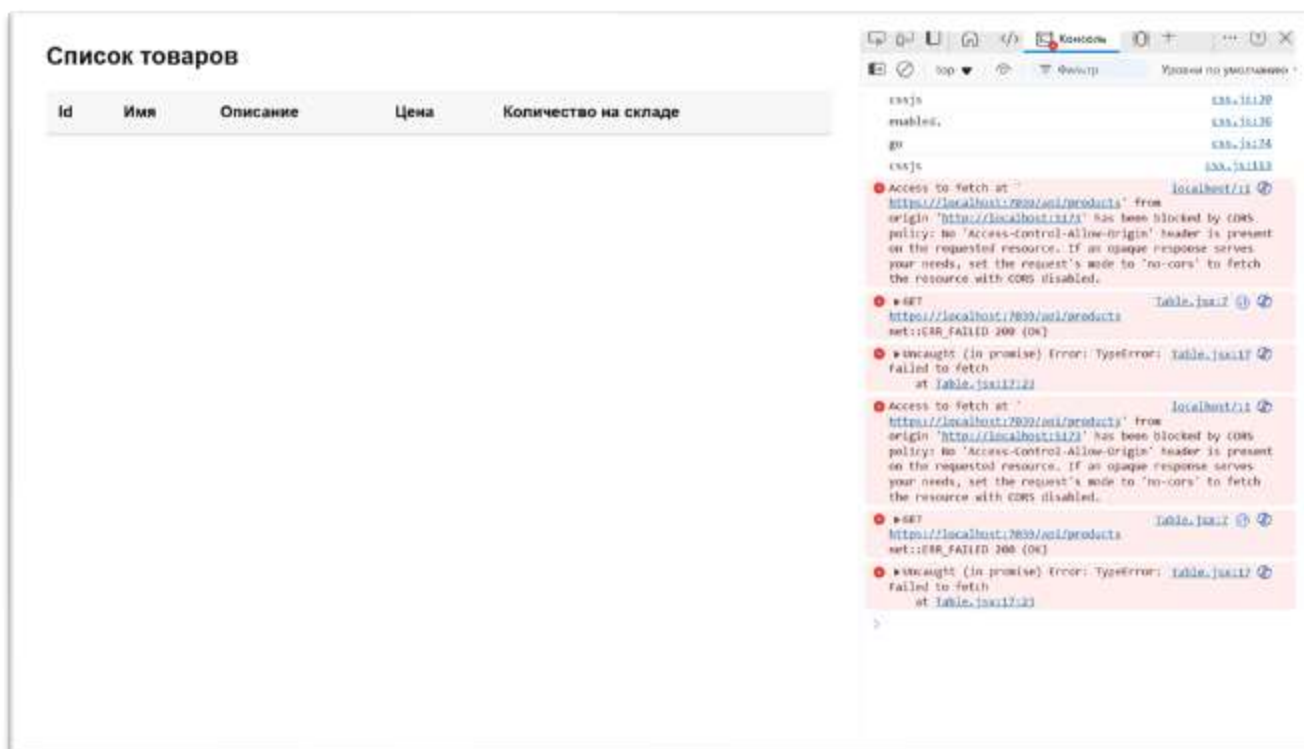 Список товаров
Id Имя Описание Цена Количество на складе
Консоль
top Фильтр Уровни по умолчанию
cssjs css.js:20
enabled. css.js:36
go css.js:74
cssjs css.js:113
Access to fetch at ' localhost/:1
https://localhost:7039/api/products' from
origin 'http://localhost:5173' has been blocked by CORS
policy: No 'Access-Control-Allow-Origin' header is present
on the requested resource. If an opaque response serves
your needs, set the request's mode to 'no-cors' to fetch
the resource with CORS disabled.
GET Table.jsx:7
https://localhost:7039/api/products
net::ERR_FAILED 200 (OK)
Uncaught (in promise) Error: TypeError: Table.jsx:17
Failed to fetch
at Table.jsx:17:23
Access to fetch at ' localhost/:1
https://localhost:7039/api/products' from
origin 'http://localhost:5173' has been blocked by CORS
policy: No 'Access-Control-Allow-Origin' header is present
on the requested resource. If an opaque response serves
your needs, set the request's mode to 'no-cors' to fetch
the resource with CORS disabled.
GET Table.jsx:7
https://localhost:7039/api/products
net::ERR_FAILED 200 (OK)
Uncaught (in promise) Error: TypeError: Table.jsx:17
Failed to fetch
at Table.jsx:17:23